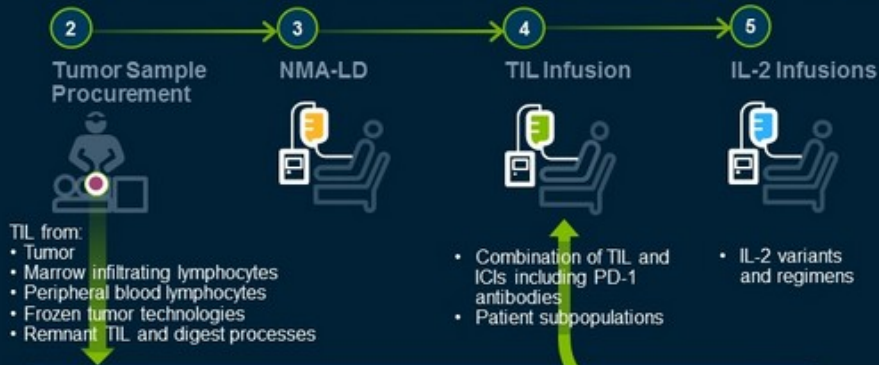 2
Tumor Sample
Procurement
TIL from:
• Tumor
• Marrow infiltrating lymphocytes
• Peripheral blood lymphocytes
• Frozen tumor technologies
• Remnant TIL and digest processes
3
NMA-LD
4
TIL Infusion
• Combination of TIL and
ICIs including PD-1
antibodies
• Patient subpopulations
5
IL-2 Infusions
• IL-2 variants
and regimens